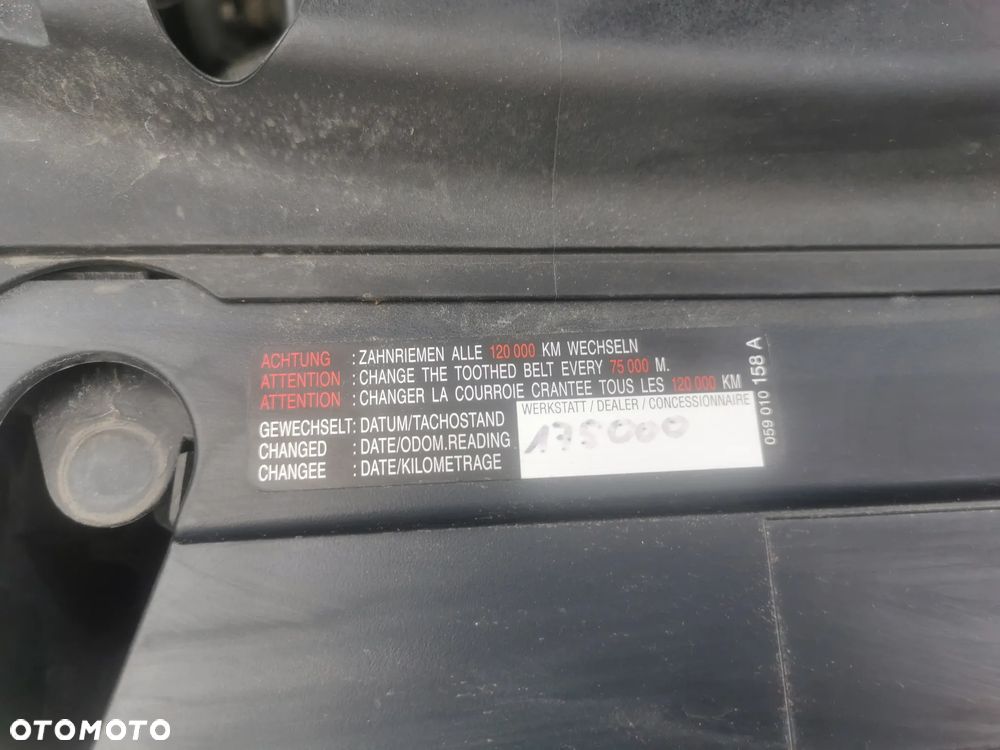 ACHTUNG : ZAHNRIEMEN ALLE 120 000 KM WECHSELN
ATTENTION : CHANGE THE TOOTHED BELT EVERY 75 000 M.
ATTENTION : CHANGER LA COURROIE CRANTEE TOUS LES 120 000 KM
WERKSTATT / DEALER / CONCESSIONNAIRE
GEWECHSELT: DATUM/TACHOSTAND
CHANGED : DATE/ODOM.READING
CHANGEE : DATE/KILOMETRAGE
175000
059 010 158 A
OTOMOTO